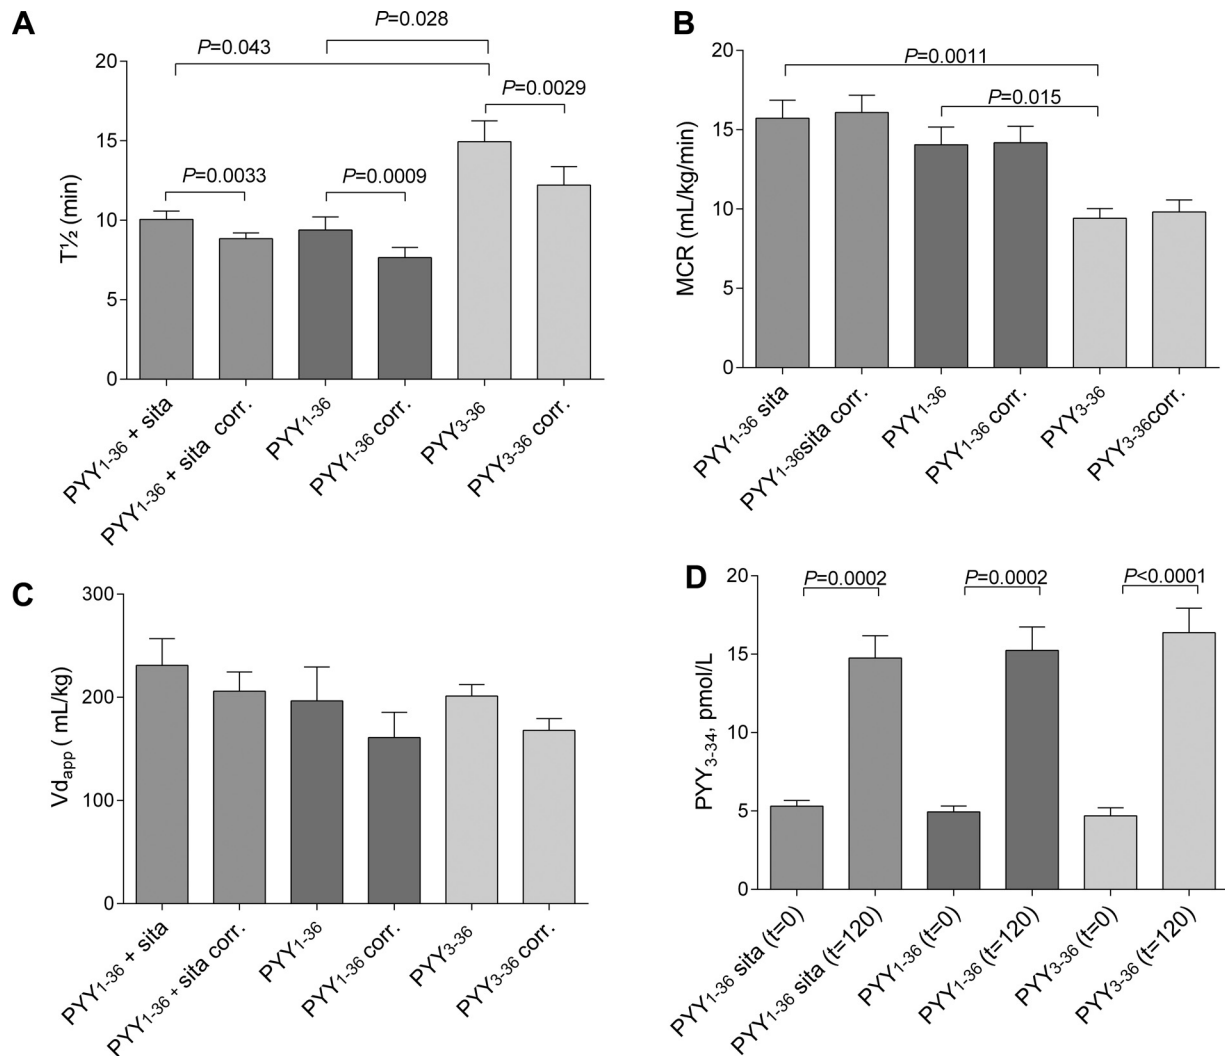 A
P=0.028
P=0.043
P=0.0029
P=0.0033
P=0.0009
20
15
10
5
0
T½ (min)
PYY1-36 + sita
PYY1-36 + sita corr.
PYY1-36
PYY1-36 corr.
PYY3-36
PYY3-36 corr.
B
P=0.0011
P=0.015
20
15
10
5
0
MCR (mL/kg/min)
PYY1-36 sita
PYY1-36sita corr.
PYY1-36
PYY1-36 corr.
PYY3-36
PYY3-36corr.
C
300
200
100
0
Vdapp ( mL/kg)
PYY1-36 + sita
PYY1-36 + sita corr.
PYY1-36
PYY1-36 corr.
PYY3-36
PYY3-36 corr.
D
P=0.0002
P=0.0002
P<0.0001
20
15
10
5
0
PYY3-34, pmol/L
PYY1-36 sita (t=0)
PYY1-36 sita (t=120)
PYY1-36 (t=0)
PYY1-36 (t=120)
PYY3-36 (t=0)
PYY3-36 (t=120)